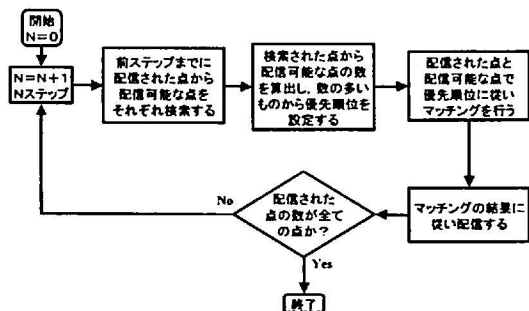 開始
N=0
N=N+1
Nステップ
前ステップまでに
配信された点から
配信可能な点を
それぞれ検索する
検索された点から
配信可能な点の数
を算出し、数の多い
ものから優先順位を
設定する
配信された点と
配信可能な点で
優先順位に従い
マッチングを行う
マッチングの結果に
従い配信する
配信された
点の数が全て
の点か?
No
Yes
終了